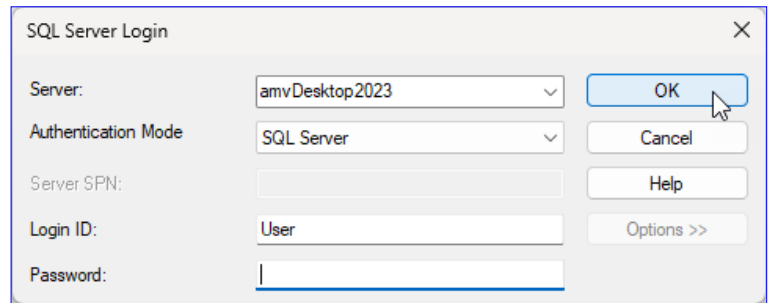 SQL Server Login
Server: amvDesktop2023 OK
Authentication Mode SQL Server Cancel
Server SPN: Help
Login ID: User Options >>
Password: